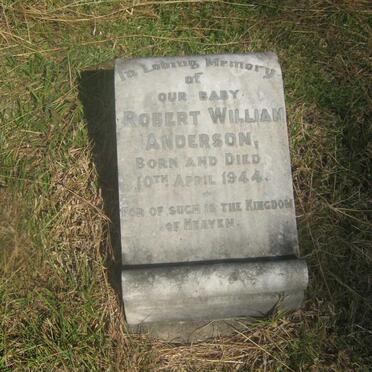 In Loving Memory
of
OUR BABY
ROBERT WILLIAM
ANDERSON,
BORN AND DIED
10TH APRIL 1944.
FOR OF SUCH IS THE KINGDOM
OF HEAVEN.